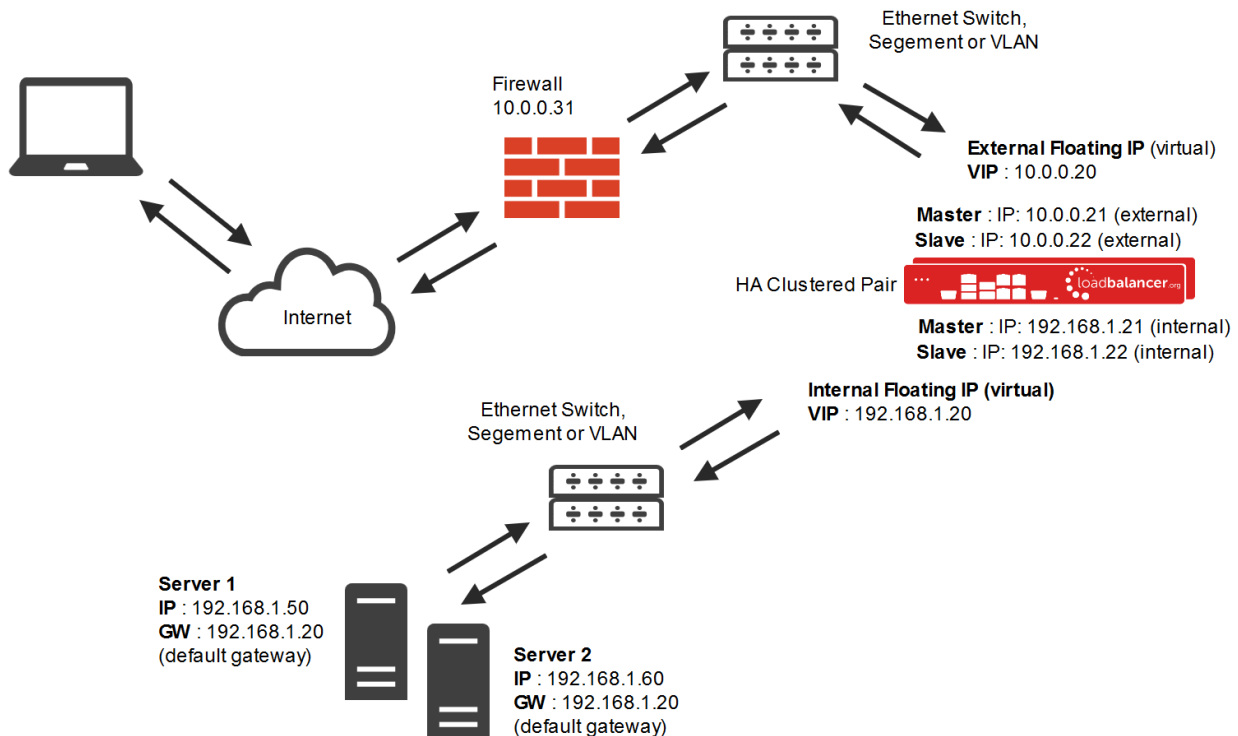 Ethernet Switch,
Segement or VLAN
Firewall
10.0.0.31
External Floating IP (virtual)
VIP : 10.0.0.20
Master : IP: 10.0.0.21 (external)
Slave : IP: 10.0.0.22 (external)
HA Clustered Pair
loadbalancer.org
Internet
Master : IP: 192.168.1.21 (internal)
Slave : IP: 192.168.1.22 (internal)
Internal Floating IP (virtual)
VIP : 192.168.1.20
Ethernet Switch,
Segement or VLAN
Server 1
IP : 192.168.1.50
GW : 192.168.1.20
(default gateway)
Server 2
IP : 192.168.1.60
GW : 192.168.1.20
(default gateway)